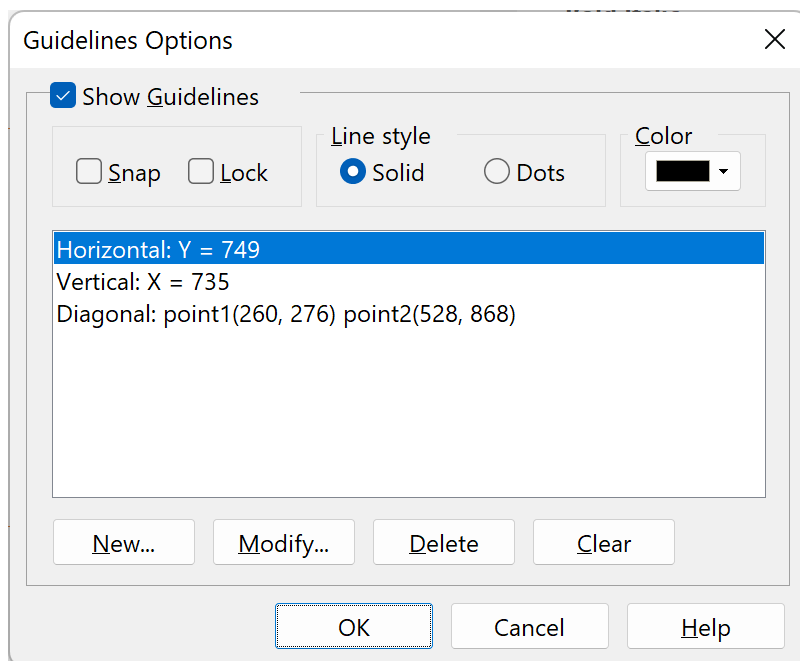 Guidelines Options
Show Guidelines
Snap Lock
Line style
Solid Dots
Color
Horizontal: Y = 749
Vertical: X = 735
Diagonal: point1(260, 276) point2(528, 868)
New... Modify... Delete Clear
OK Cancel Help